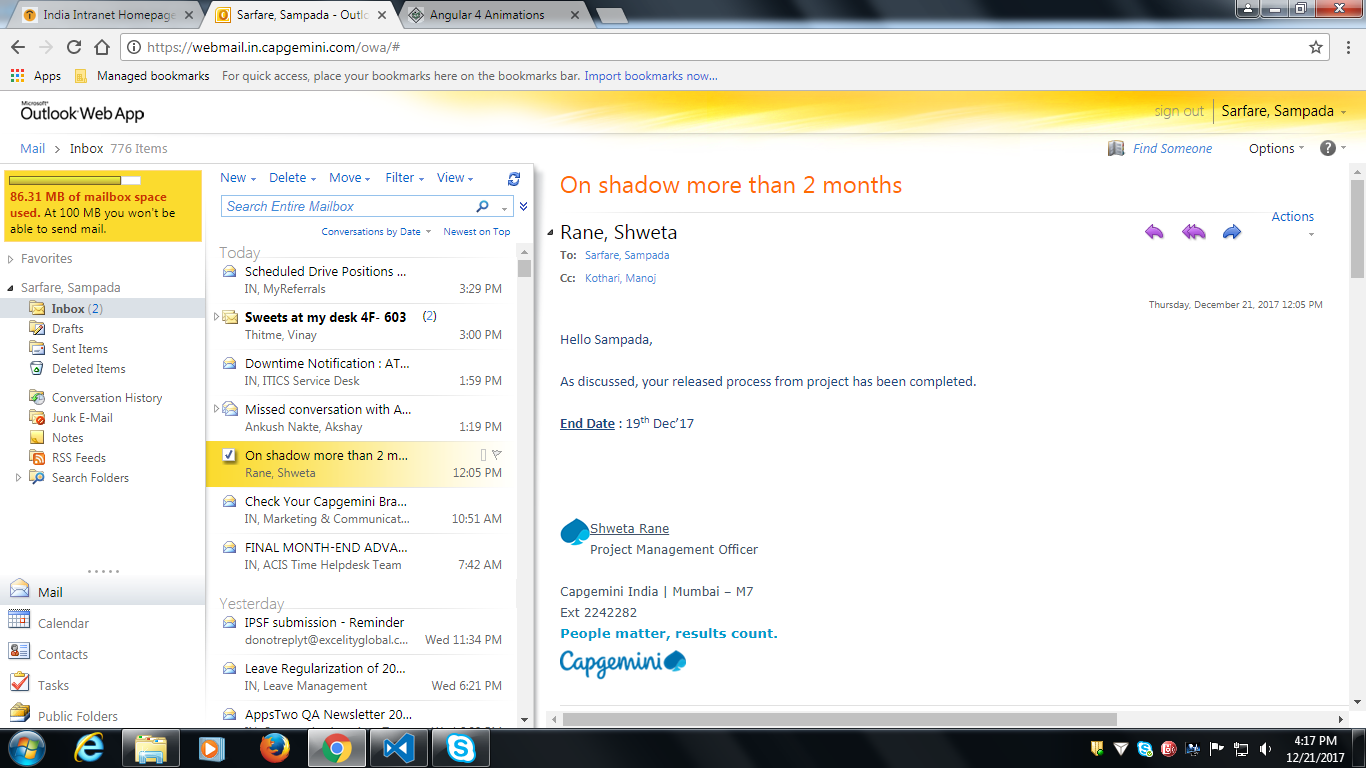 India Intranet Homepage
Sarfare, Sampada - Outlo
Angular 4 Animations
https://webmail.in.capgemini.com/owa/#
Apps
Managed bookmarks
For quick access, place your bookmarks here on the bookmarks bar. Import bookmarks now...
Microsoft®
Outlook Web App
sign out
Sarfare, Sampada
Mail > Inbox 776 Items
Find Someone
Options
86.31 MB of mailbox space
used. At 100 MB you won't be
able to send mail.
Favorites
Sarfare, Sampada
Inbox (2)
Drafts
Sent Items
Deleted Items
Conversation History
Junk E-Mail
Notes
RSS Feeds
Search Folders
Mail
Calendar
Contacts
Tasks
Public Folders
New Delete Move Filter View
Search Entire Mailbox
Conversations by Date Newest on Top
Today
Scheduled Drive Positions ...
IN, MyReferrals 3:29 PM
Sweets at my desk 4F- 603 (2)
Thitme, Vinay 3:00 PM
Downtime Notification : AT...
IN, ITICS Service Desk 1:59 PM
Missed conversation with A...
Ankush Nakte, Akshay 1:19 PM
On shadow more than 2 m...
Rane, Shweta 12:05 PM
Check Your Capgemini Bra...
IN, Marketing & Communicat... 10:51 AM
FINAL MONTH-END ADVA...
IN, ACIS Time Helpdesk Team 7:42 AM
Yesterday
IPSF submission - Reminder
donotreplyt@excelityglobal.c... Wed 11:34 PM
Leave Regularization of 20...
IN, Leave Management Wed 6:21 PM
AppsTwo QA Newsletter 20...
On shadow more than 2 months
Actions
Rane, Shweta
To: Sarfare, Sampada
Cc: Kothari, Manoj
Thursday, December 21, 2017 12:05 PM
Hello Sampada,
As discussed, your released process from project has been completed.
End Date : 19th Dec'17
Shweta Rane
Project Management Officer
Capgemini India | Mumbai – M7
Ext 2242282
People matter, results count.
Capgemini
4:17 PM
12/21/2017